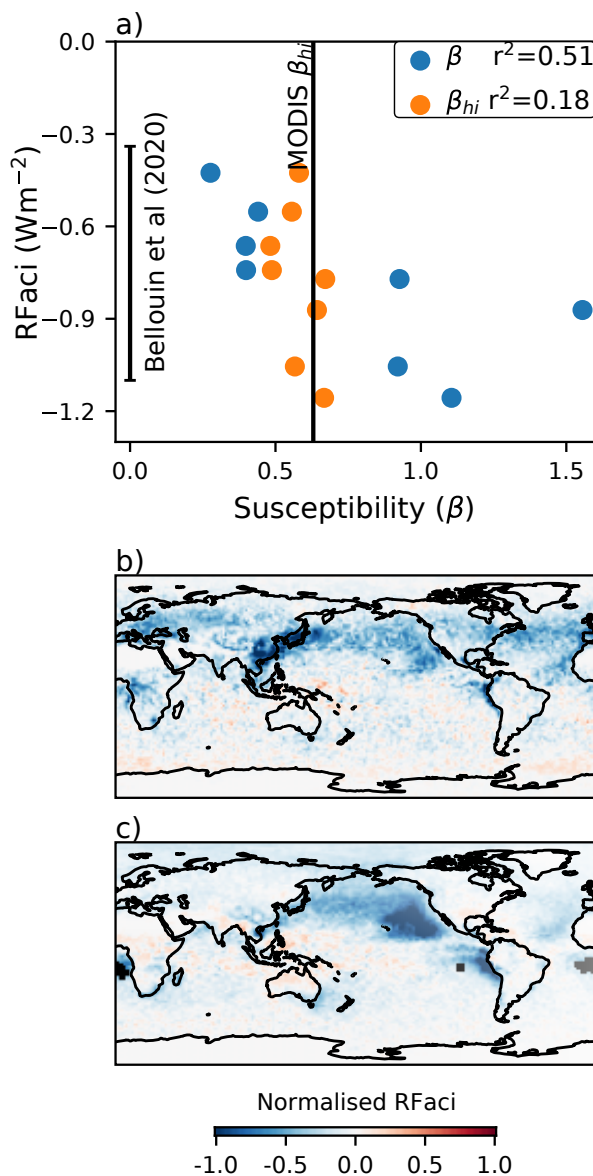 a)
0.0
−0.3
−0.6
−0.9
−1.2
RFaci (Wm−2)
Bellouin et al (2020)
MODIS βhi
β r2=0.51
βhi r2=0.18
0.0 0.5 1.0 1.5
Susceptibility (β)
b)
c)
Normalised RFaci
-1.0 -0.5 0.0 0.5 1.0